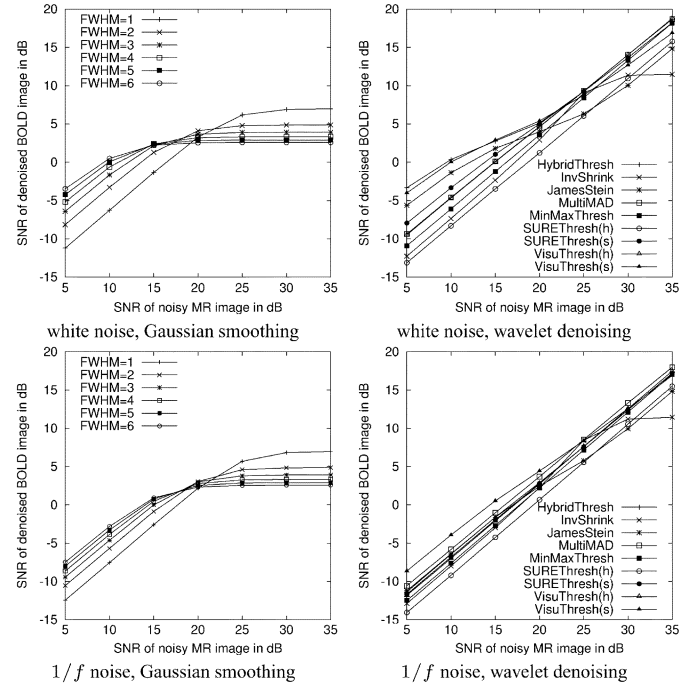 FWHM=1
FWHM=2
FWHM=3
FWHM=4
FWHM=5
FWHM=6
20
15
10
5
0
-5
-10
-15
SNR of denoised BOLD image in dB
5 10 15 20 25 30 35
SNR of noisy MR image in dB
white noise, Gaussian smoothing
20
15
10
5
0
-5
-10
-15
SNR of denoised BOLD image in dB
HybridThresh
InvShrink
JamesStein
MultiMAD
MinMaxThresh
SUREThresh(h)
SUREThresh(s)
VisuThresh(h)
VisuThresh(s)
5 10 15 20 25 30 35
SNR of noisy MR image in dB
white noise, wavelet denoising
FWHM=1
FWHM=2
FWHM=3
FWHM=4
FWHM=5
FWHM=6
20
15
10
5
0
-5
-10
-15
SNR of denoised BOLD image in dB
5 10 15 20 25 30 35
SNR of noisy MR image in dB
1/f noise, Gaussian smoothing
20
15
10
5
0
-5
-10
-15
SNR of denoised BOLD image in dB
HybridThresh
InvShrink
JamesStein
MultiMAD
MinMaxThresh
SUREThresh(h)
SUREThresh(s)
VisuThresh(h)
VisuThresh(s)
5 10 15 20 25 30 35
SNR of noisy MR image in dB
1/f noise, wavelet denoising